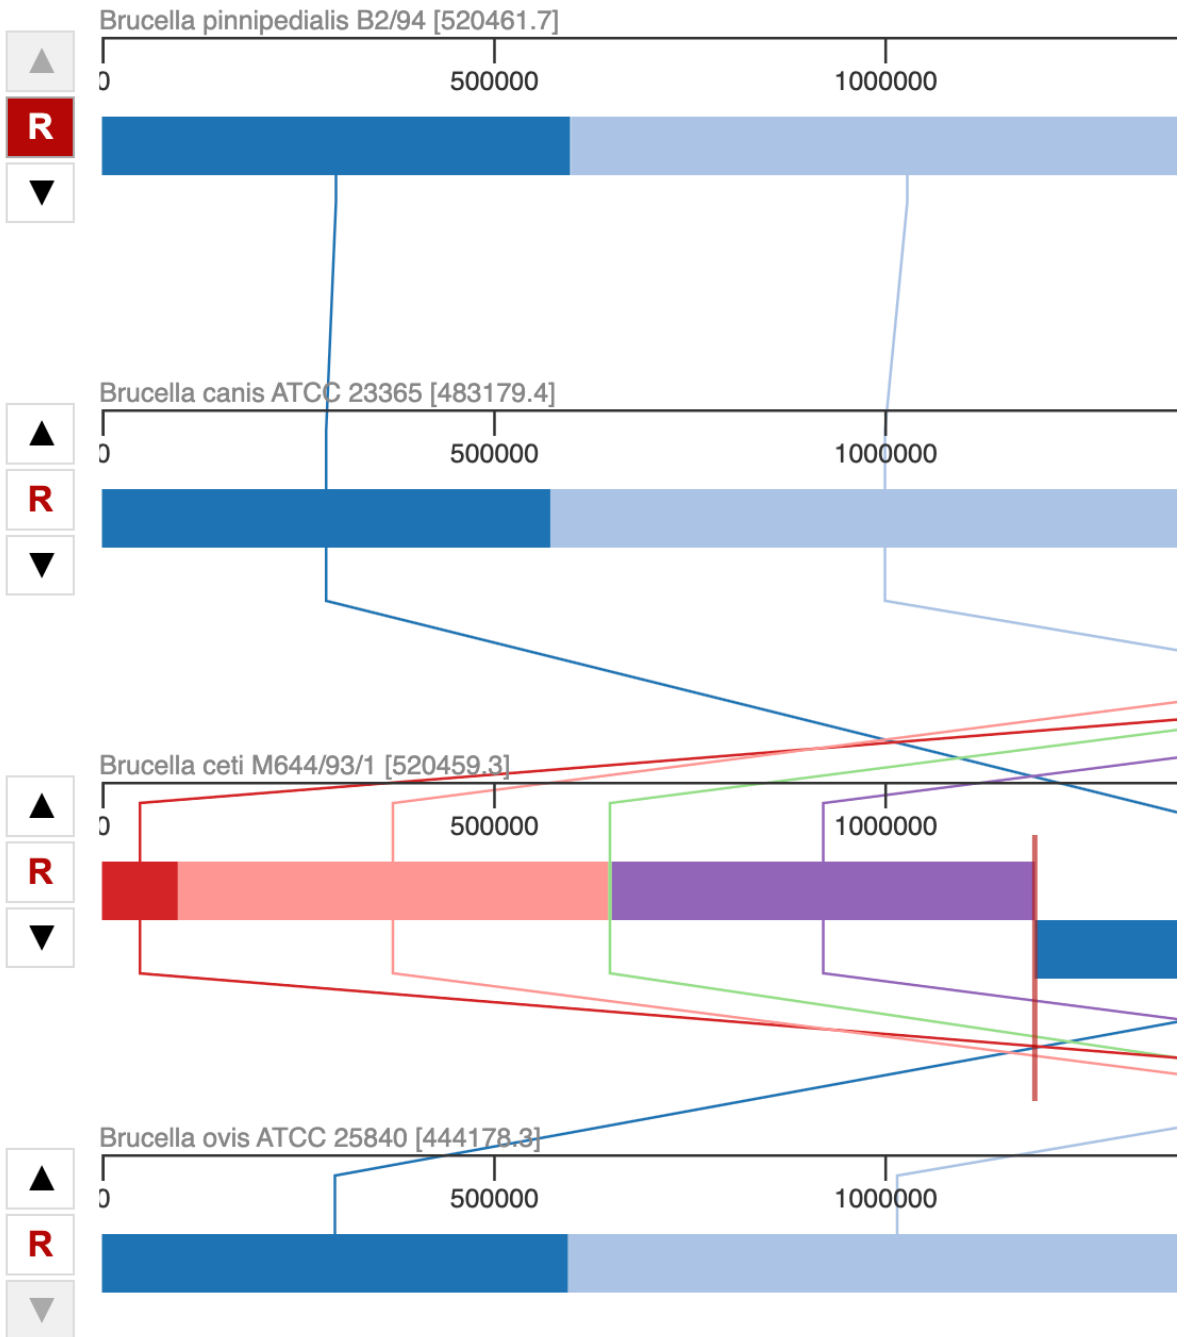 Brucella pinnipedialis B2/94 [520461.7]
▲
0 500000 1000000
R
▼
Brucella canis ATCC 23365 [483179.4]
▲
0 500000 1000000
R
▼
Brucella ceti M644/93/1 [520459.3]
▲
0 500000 1000000
R
▼
Brucella ovis ATCC 25840 [444178.3]
▲
0 500000 1000000
R
▼